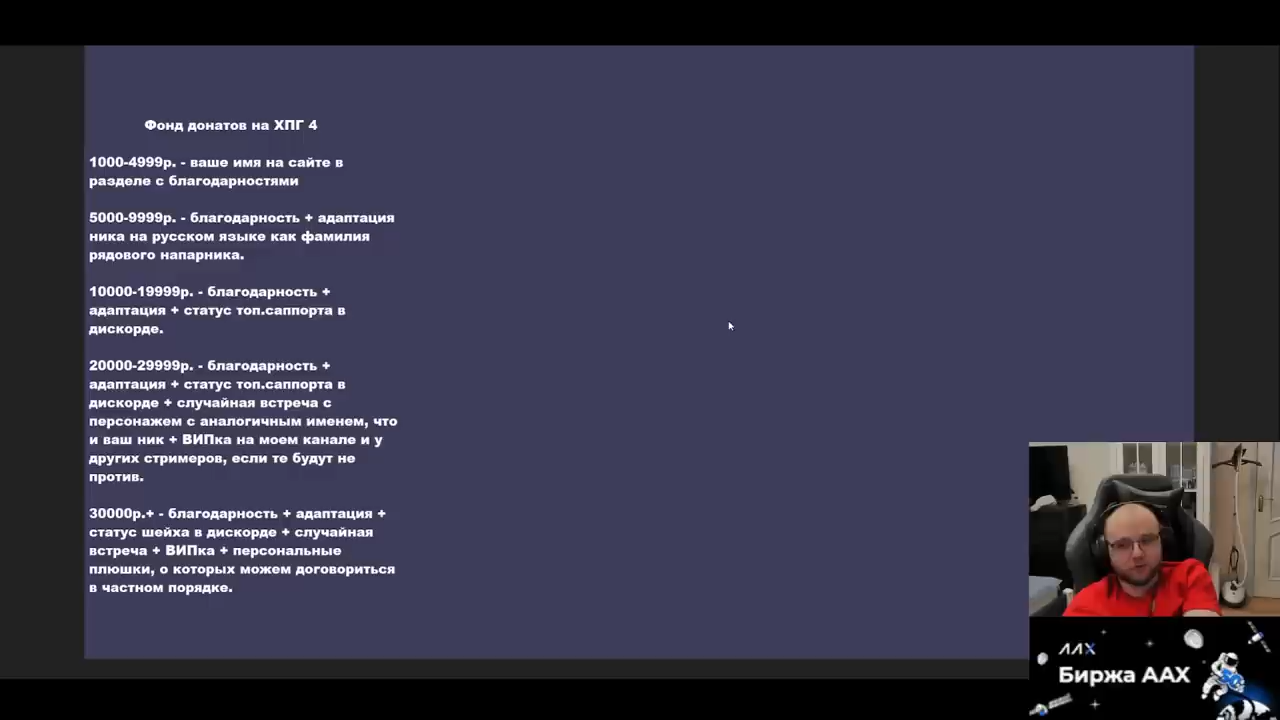 Фонд донатов на ХПГ 4
1000-4999р. - ваше имя на сайте в
разделе с благодарностями
5000-9999р. - благодарность + адаптация
ника на русском языке как фамилия
рядового напарника.
10000-19999р. - благодарность +
адаптация + статус топ.саппорта в
дискорде.
20000-29999р. - благодарность +
адаптация + статус топ.саппорта в
дискорде + случайная встреча с
персонажем с аналогичным именем, что
и ваш ник + ВИПка на моем канале и у
других стримеров, если те будут не
против.
30000р.+ - благодарность + адаптация +
статус шейха в дискорде + случайная
встреча + ВИПка + персональные
плюшки, о которых можем договориться
в частном порядке.
AAX
Биржа AAX